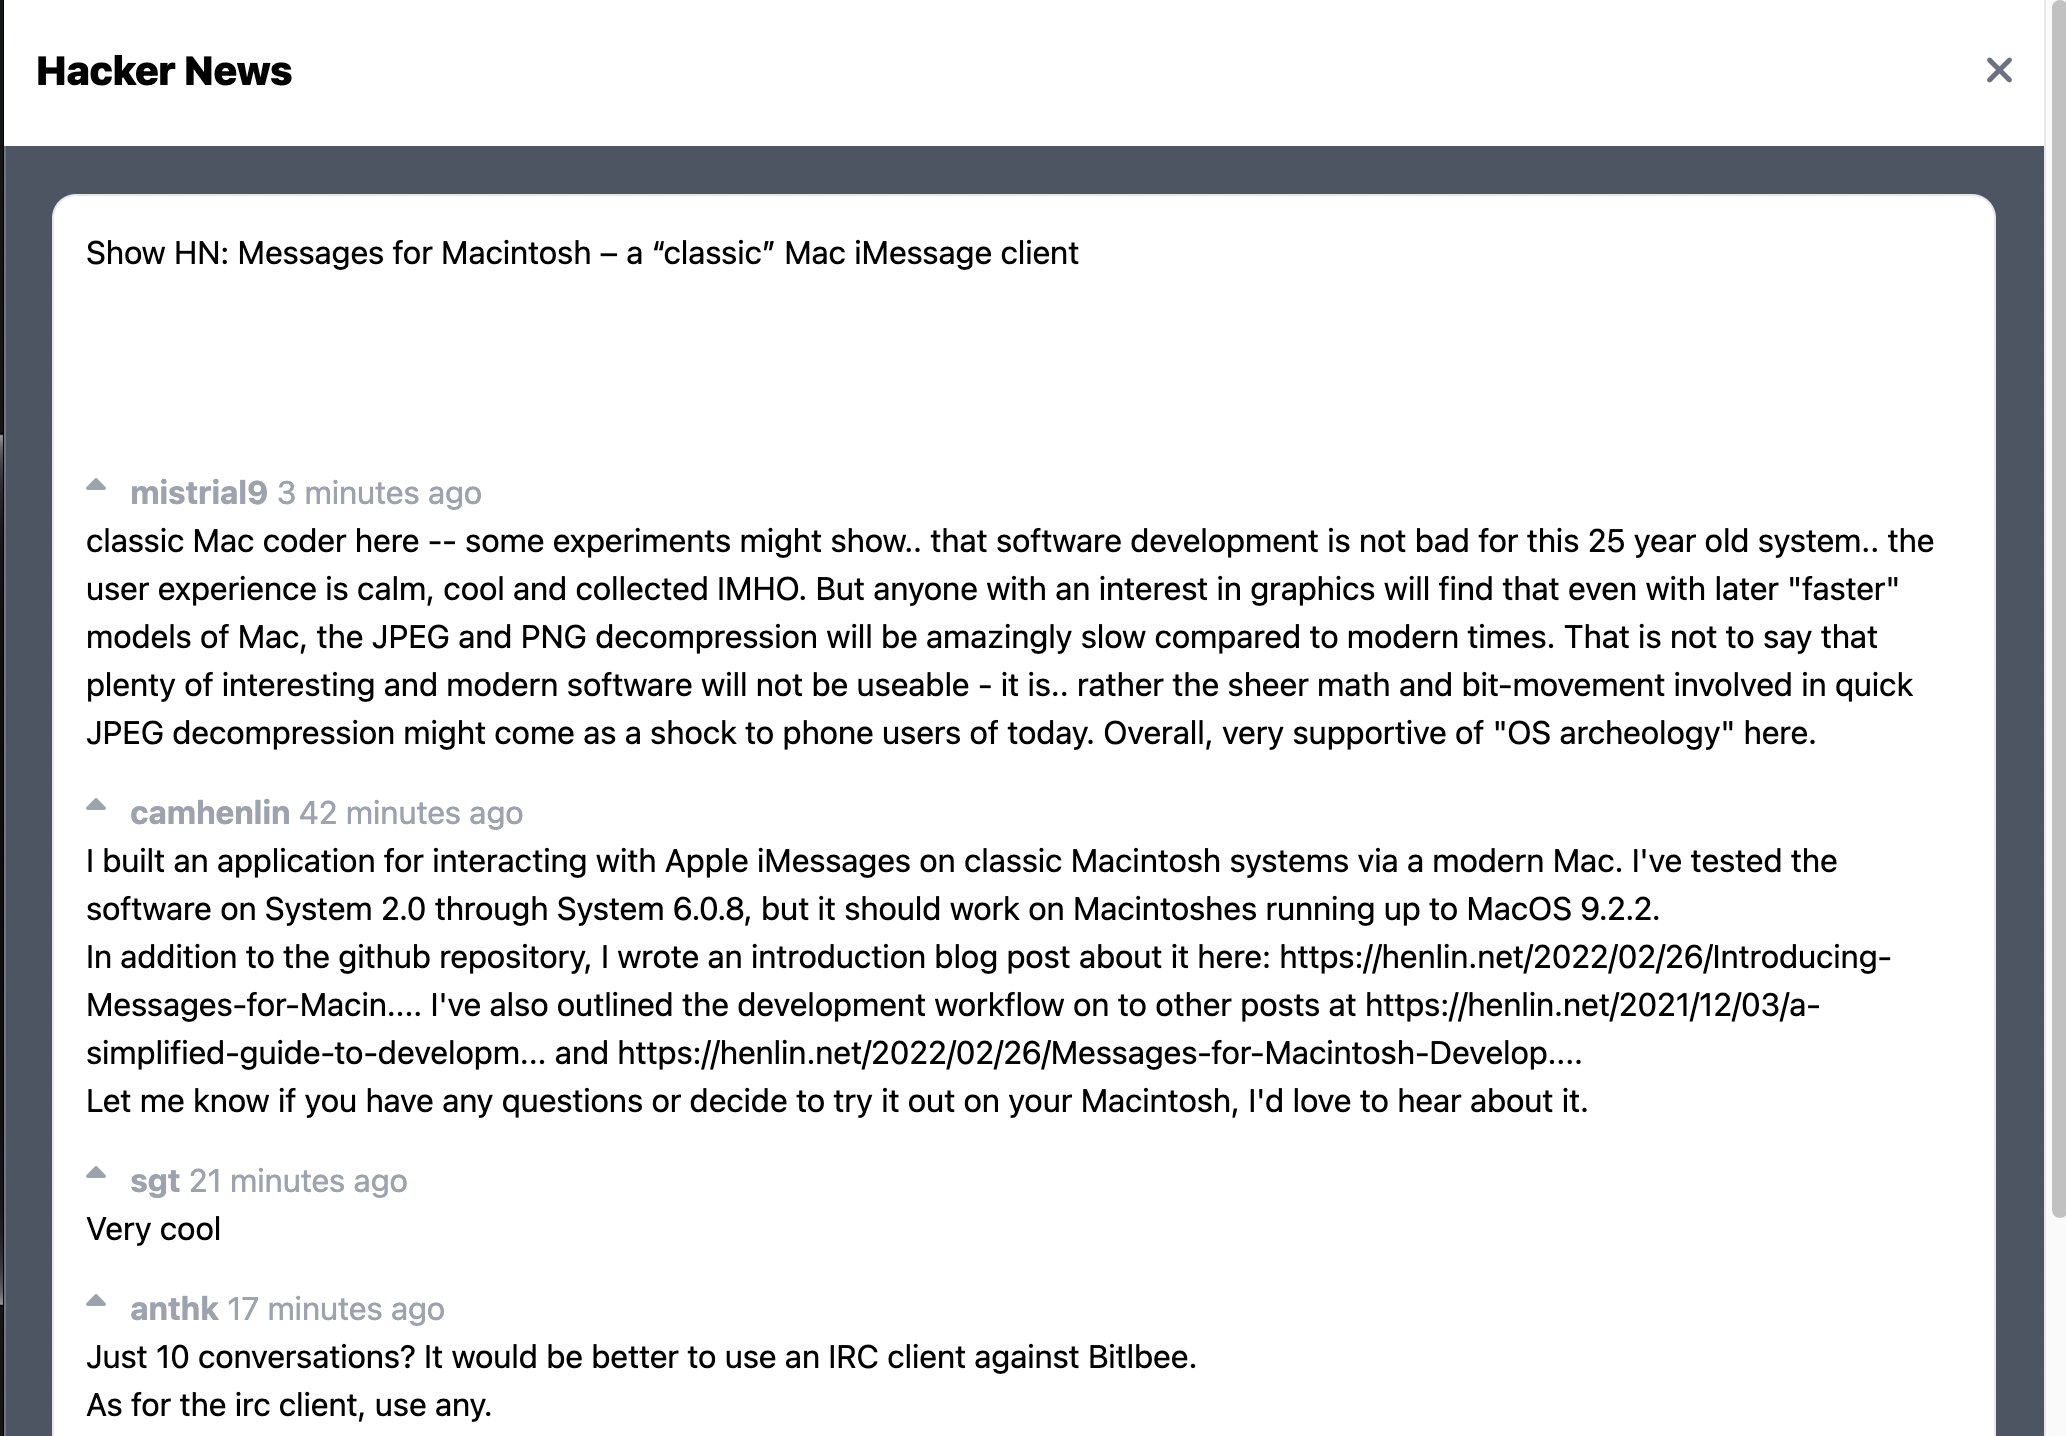 Hacker News
Show HN: Messages for Macintosh – a “classic” Mac iMessage client
mistrial9 3 minutes ago
classic Mac coder here -- some experiments might show.. that software development is not bad for this 25 year old system.. the
user experience is calm, cool and collected IMHO. But anyone with an interest in graphics will find that even with later "faster"
models of Mac, the JPEG and PNG decompression will be amazingly slow compared to modern times. That is not to say that
plenty of interesting and modern software will not be useable - it is.. rather the sheer math and bit-movement involved in quick
JPEG decompression might come as a shock to phone users of today. Overall, very supportive of "OS archeology" here.
camhenlin 42 minutes ago
I built an application for interacting with Apple iMessages on classic Macintosh systems via a modern Mac. I've tested the
software on System 2.0 through System 6.0.8, but it should work on Macintoshes running up to MacOS 9.2.2.
In addition to the github repository, I wrote an introduction blog post about it here: https://henlin.net/2022/02/26/Introducing-
Messages-for-Macin.... I've also outlined the development workflow on to other posts at https://henlin.net/2021/12/03/a-
simplified-guide-to-developm... and https://henlin.net/2022/02/26/Messages-for-Macintosh-Develop....
Let me know if you have any questions or decide to try it out on your Macintosh, I'd love to hear about it.
sgt 21 minutes ago
Very cool
anthk 17 minutes ago
Just 10 conversations? It would be better to use an IRC client against Bitlbee.
As for the irc client, use any.